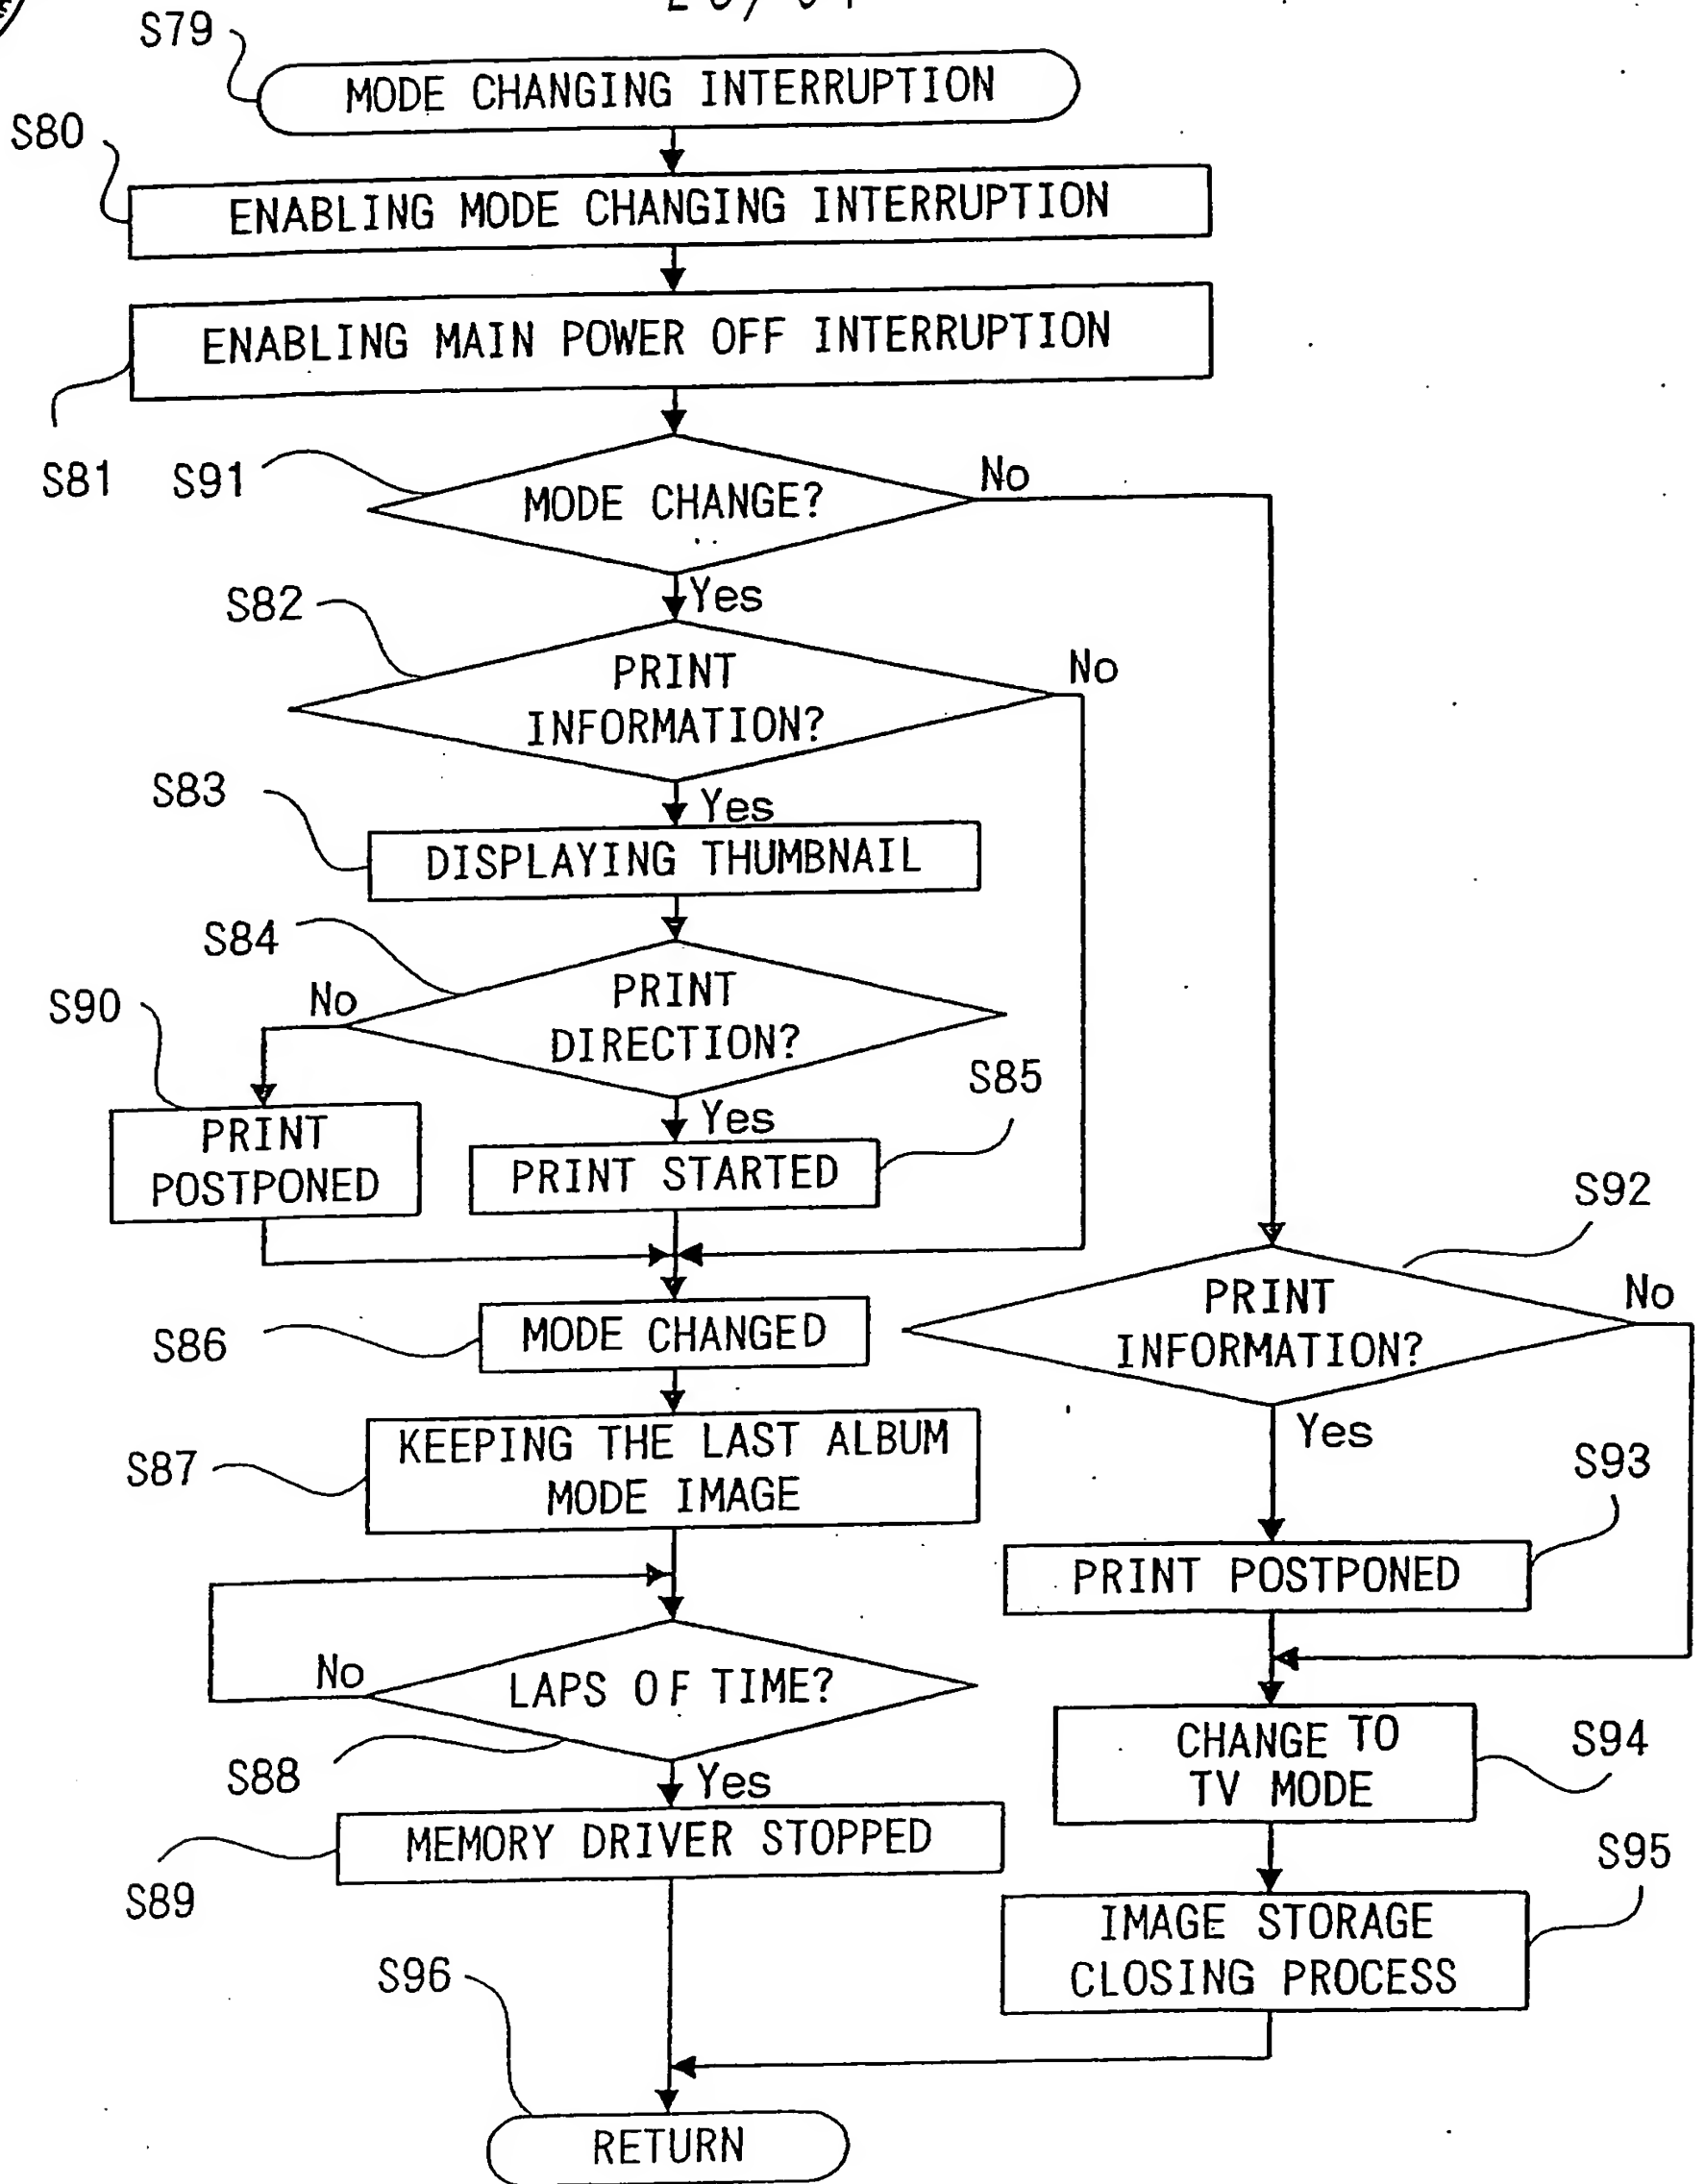 S79
MODE CHANGING INTERRUPTION
S80
ENABLING MODE CHANGING INTERRUPTION
ENABLING MAIN POWER OFF INTERRUPTION
S81
S91
MODE CHANGE?
No
Yes
S82
PRINT
INFORMATION?
No
Yes
S83
DISPLAYING THUMBNAIL
S84
PRINT
DIRECTION?
No
S90
PRINT
POSTPONED
Yes
S85
PRINT STARTED
S86
MODE CHANGED
S87
KEEPING THE LAST ALBUM
MODE IMAGE
LAPS OF TIME?
No
S88
Yes
MEMORY DRIVER STOPPED
S89
S92
PRINT
INFORMATION?
No
Yes
S93
PRINT POSTPONED
CHANGE TO
TV MODE
S94
S95
IMAGE STORAGE
CLOSING PROCESS
S96
RETURN